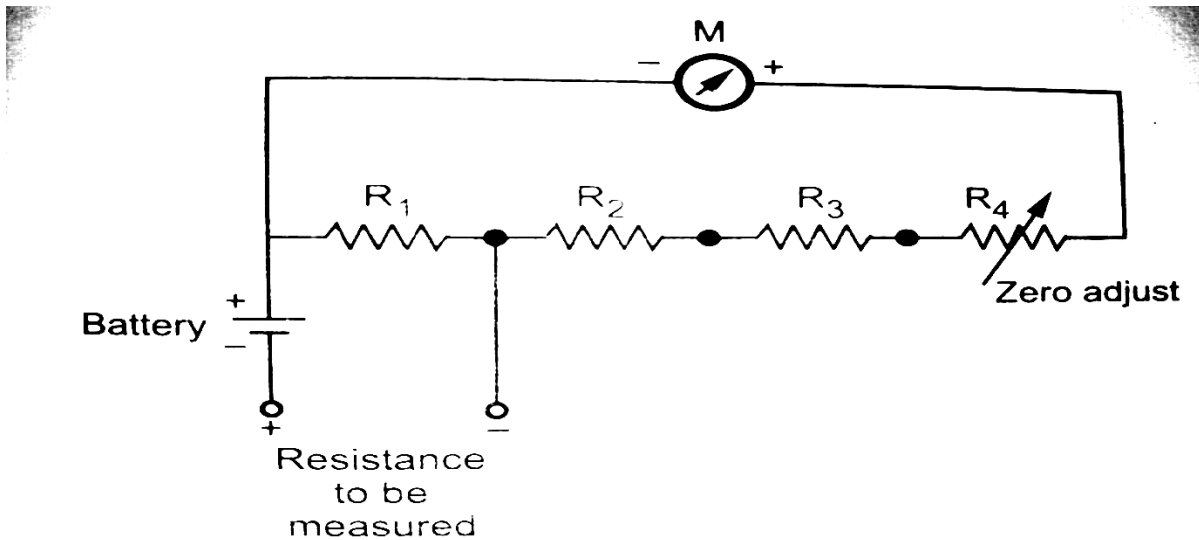 M
− +
R1 R2 R3 R4
Zero adjust
+
Battery
−
+ −
Resistance
to be
measured